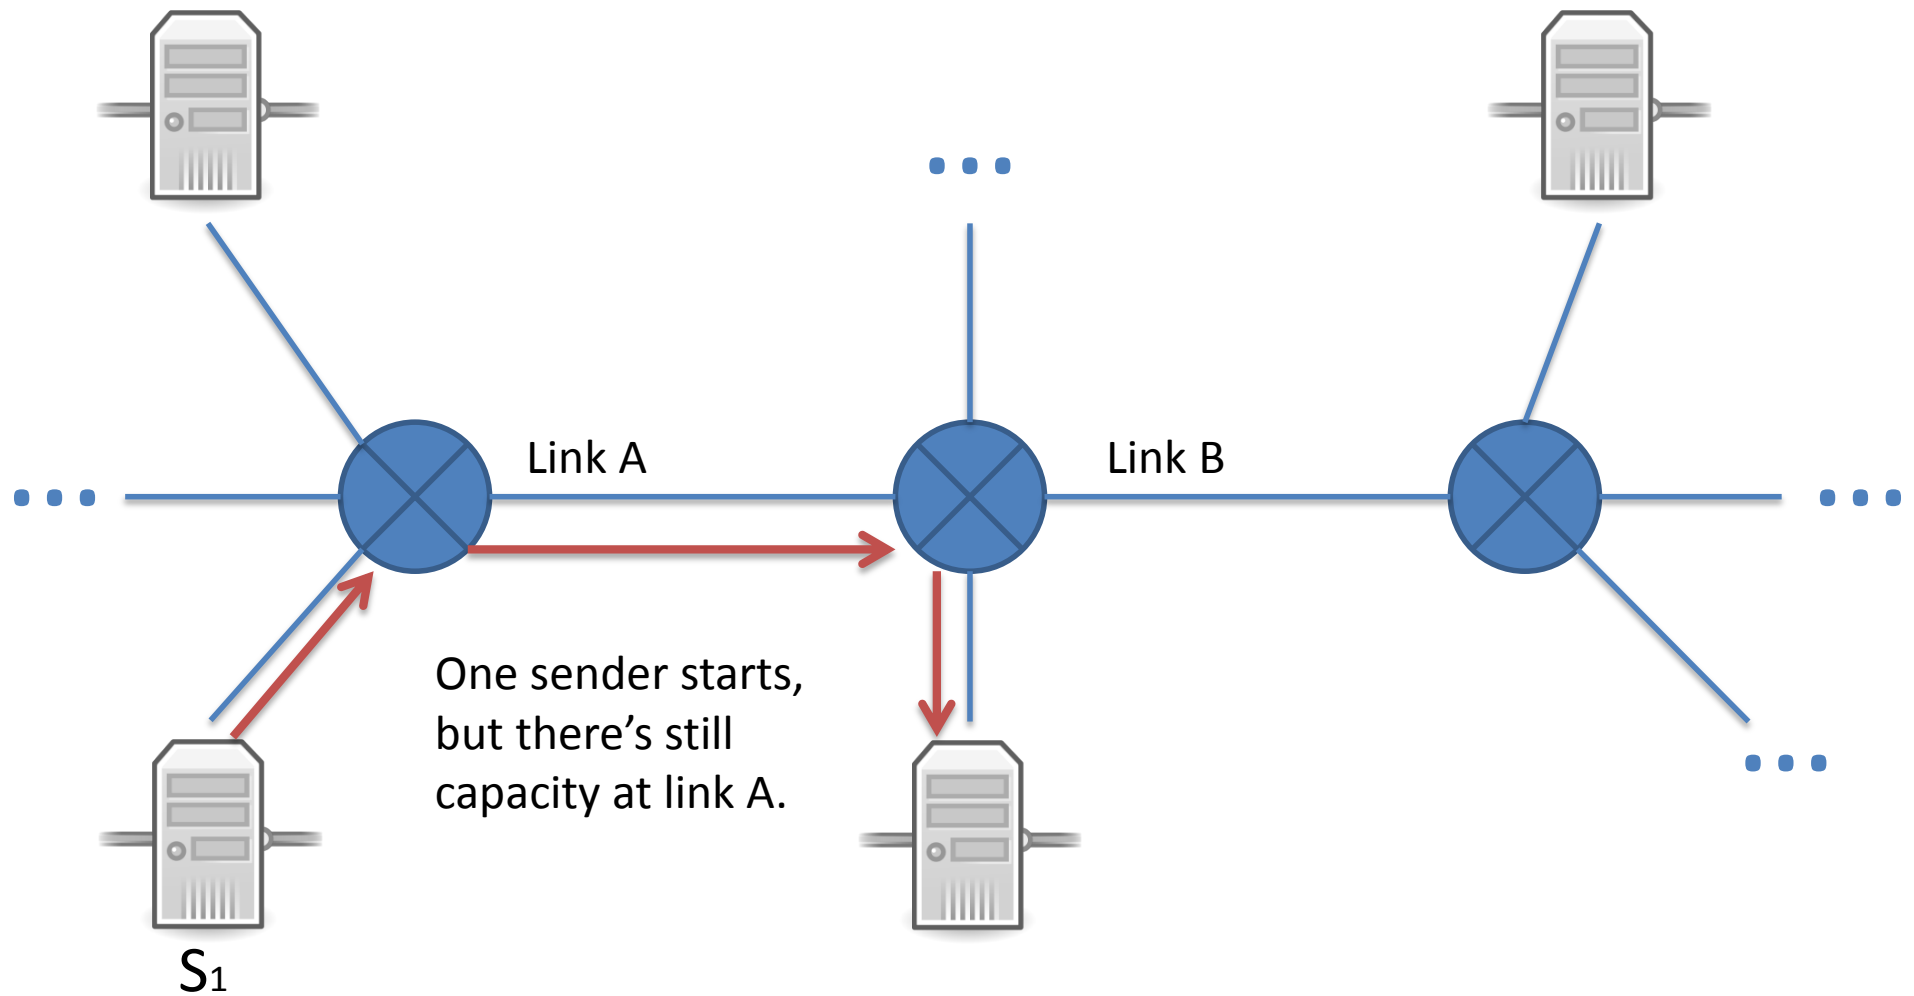 Link A
Link B
One sender starts,
but there’s still
capacity at link A.
S1